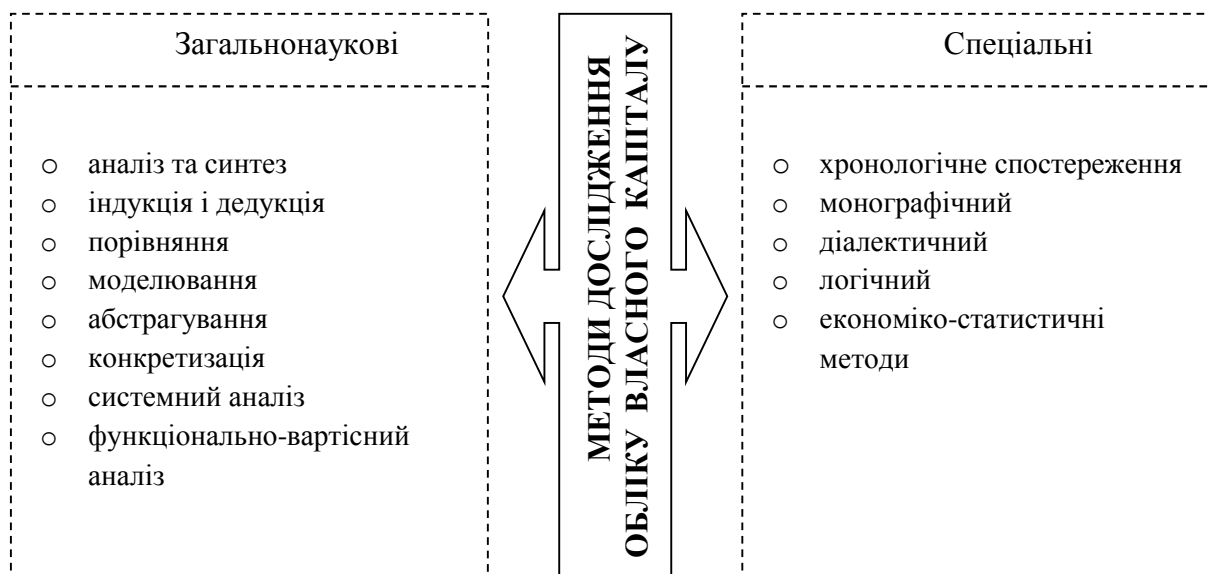 Загальнонаукові
o аналіз та синтез
o індукція і дедукція
o порівняння
o моделювання
o абстрагування
o конкретизація
o системний аналіз
o функціонально-вартісний
аналіз
МЕТОДИ ДОСЛІДЖЕННЯ
ОБЛІКУ ВЛАСНОГО КАПІТАЛУ
Спеціальні
o хронологічне спостереження
o монографічний
o діалектичний
o логічний
o економіко-статистичні
методи